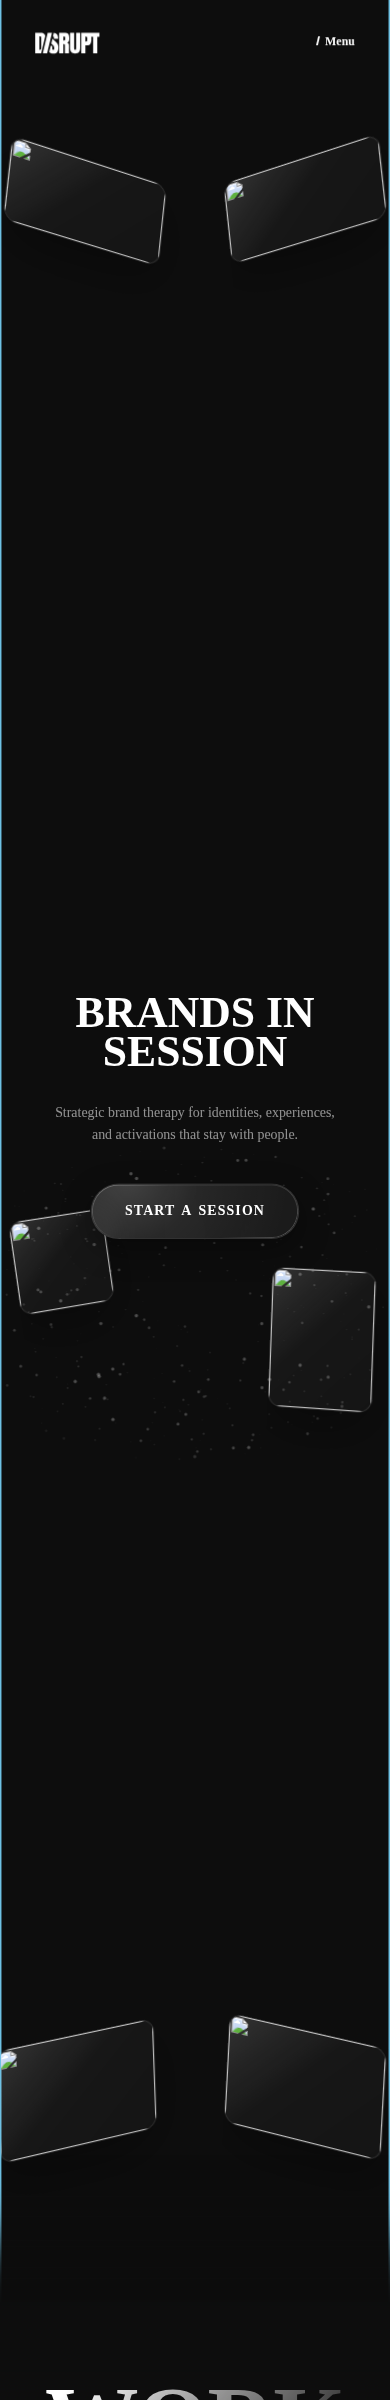 DISRUPT
/ Menu
BRANDS IN
SESSION
Strategic brand therapy for identities, experiences,
and activations that stay with people.
START A SESSION
WORK